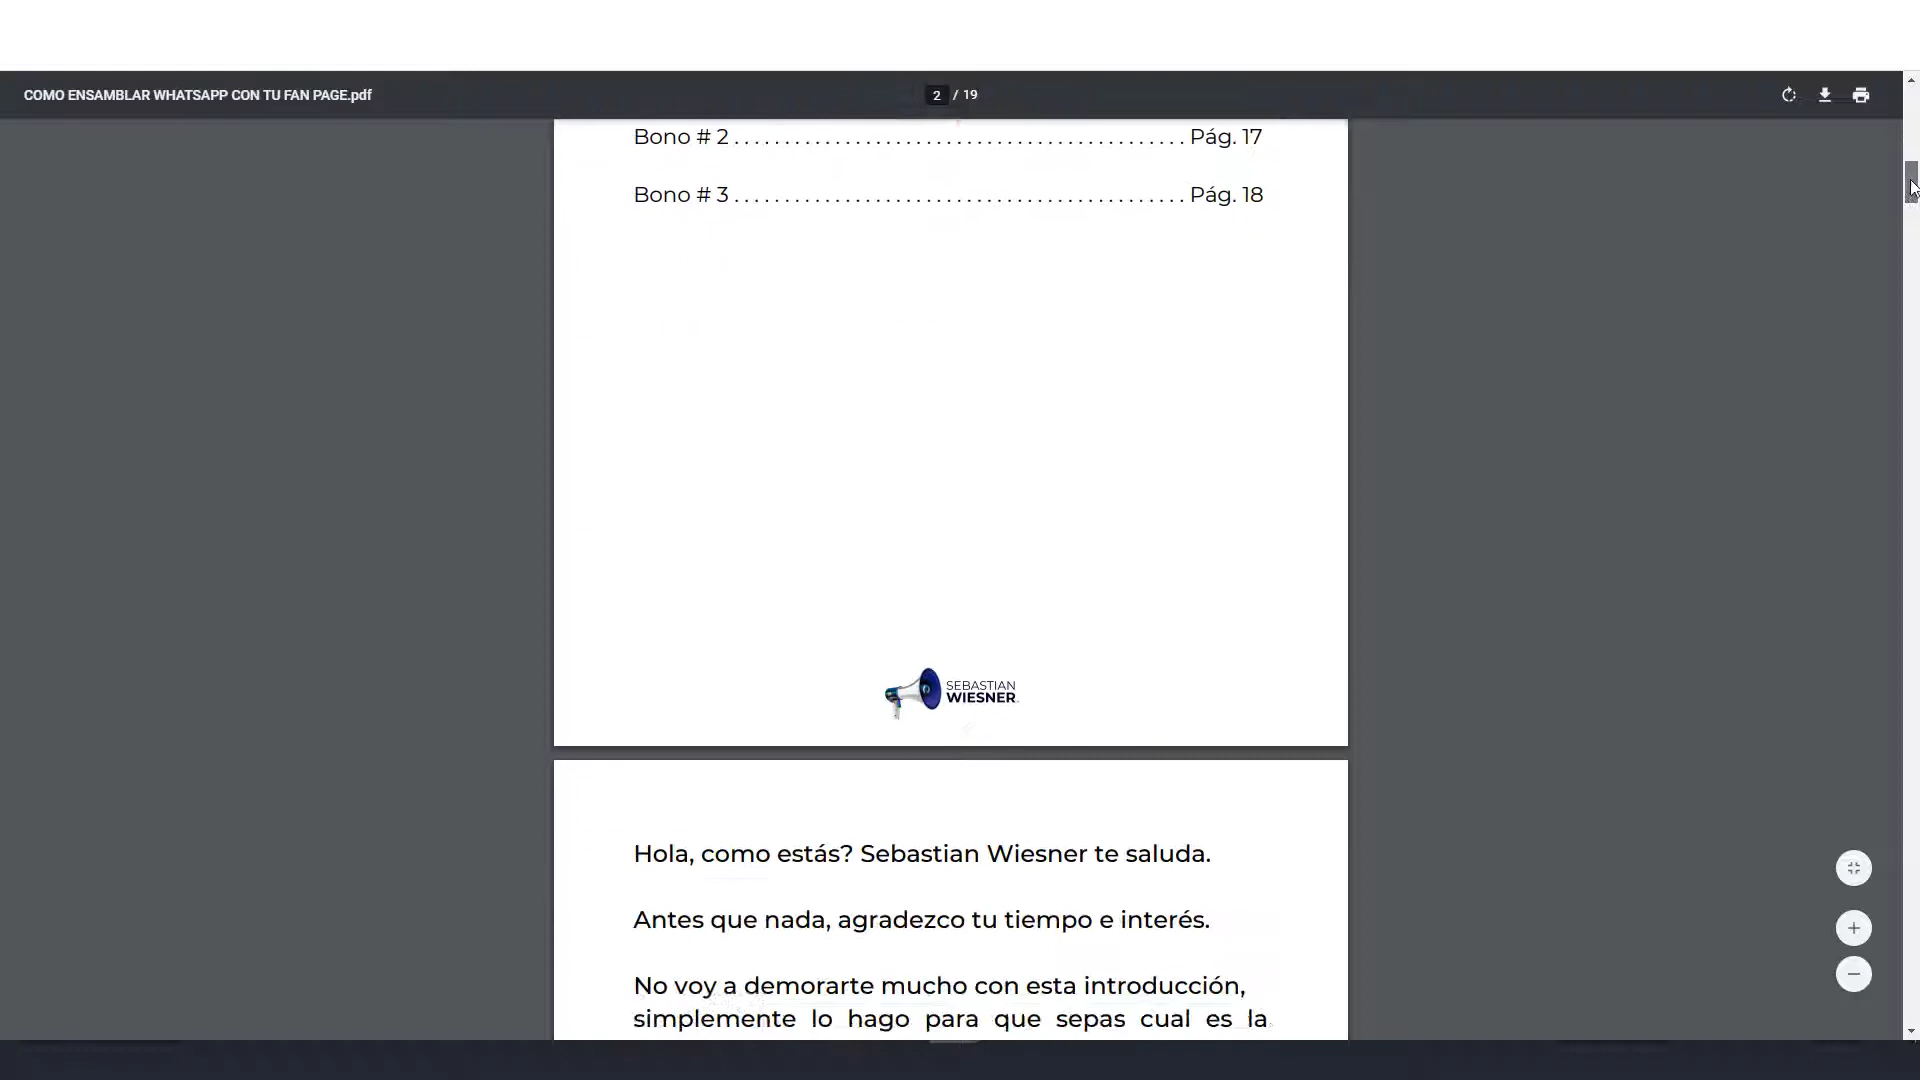 COMO ENSAMBLAR WHATSAPP CON TU FAN PAGE.pdf
2 / 19
Bono # 2 . . . . . . . . . . . . . . . . . . . . . . . . . . . . . . . . . . . . . . . . . . . . . Pág. 17
Bono # 3 . . . . . . . . . . . . . . . . . . . . . . . . . . . . . . . . . . . . . . . . . . . . . Pág. 18
SEBASTIAN
WIESNER
Hola, como estás? Sebastian Wiesner te saluda.
Antes que nada, agradezco tu tiempo e interés.
No voy a demorarte mucho con esta introducción,
simplemente lo hago para que sepas cual es la